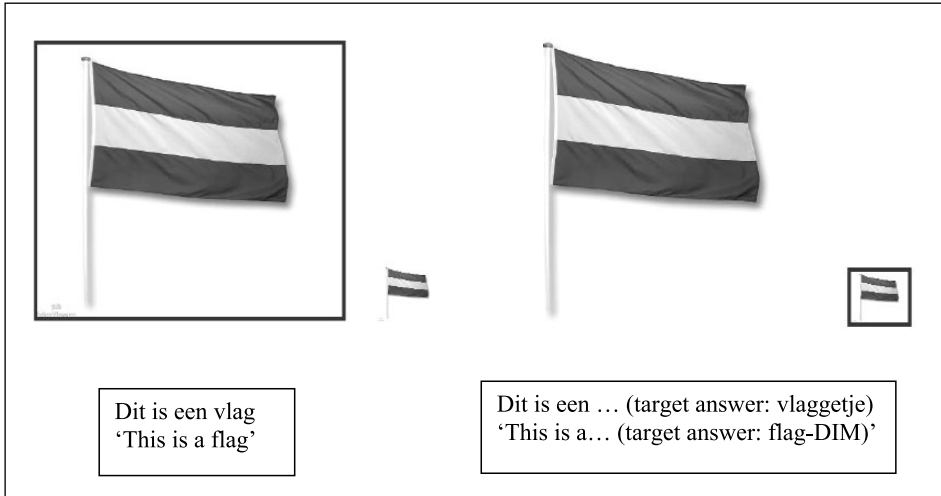 Dit is een vlag
‘This is a flag’
Dit is een … (target answer: vlaggetje)
‘This is a… (target answer: flag-DIM)’